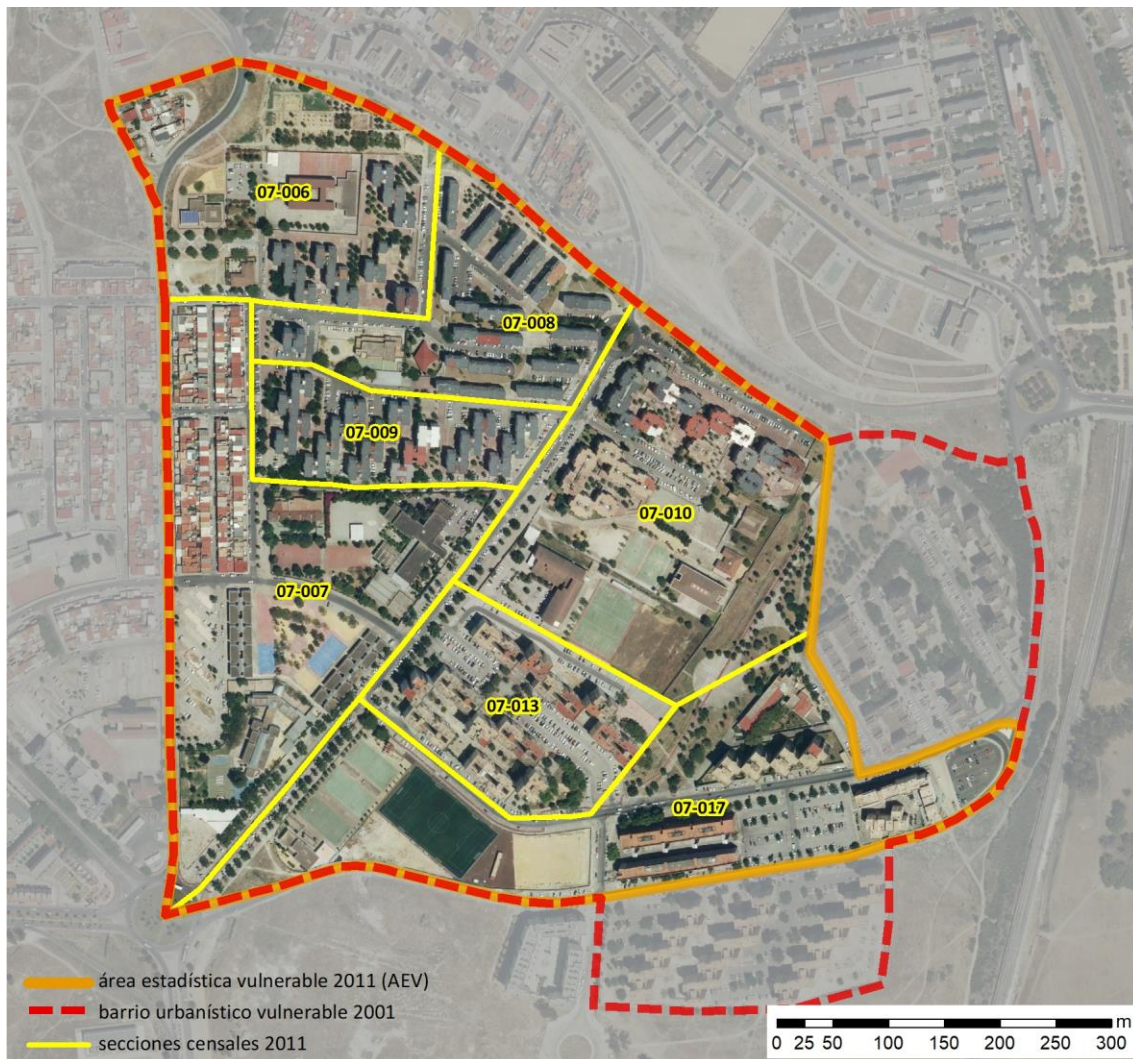 07-006
07-008
07-009
07-010
07-007
07-013
07-017
área estadística vulnerable 2011 (AEV)
barrio urbanístico vulnerable 2001
secciones censales 2011
m
0 25 50 100 150 200 250 300